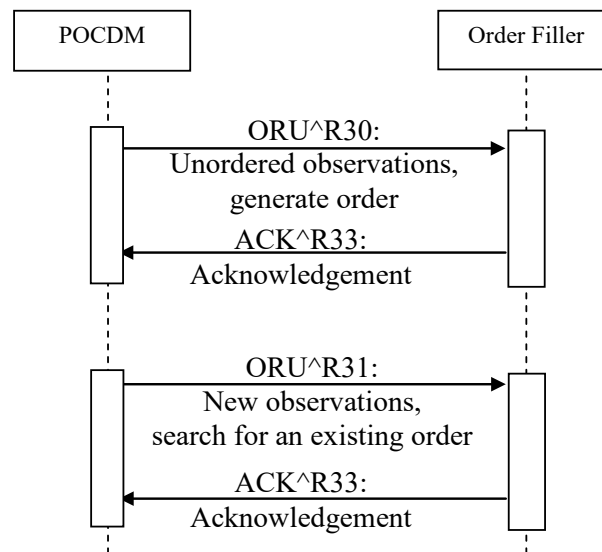 POCDM
Order Filler
ORU^R30:
Unordered observations,
generate order
ACK^R33:
Acknowledgement
ORU^R31:
New observations,
search for an existing order
ACK^R33:
Acknowledgement